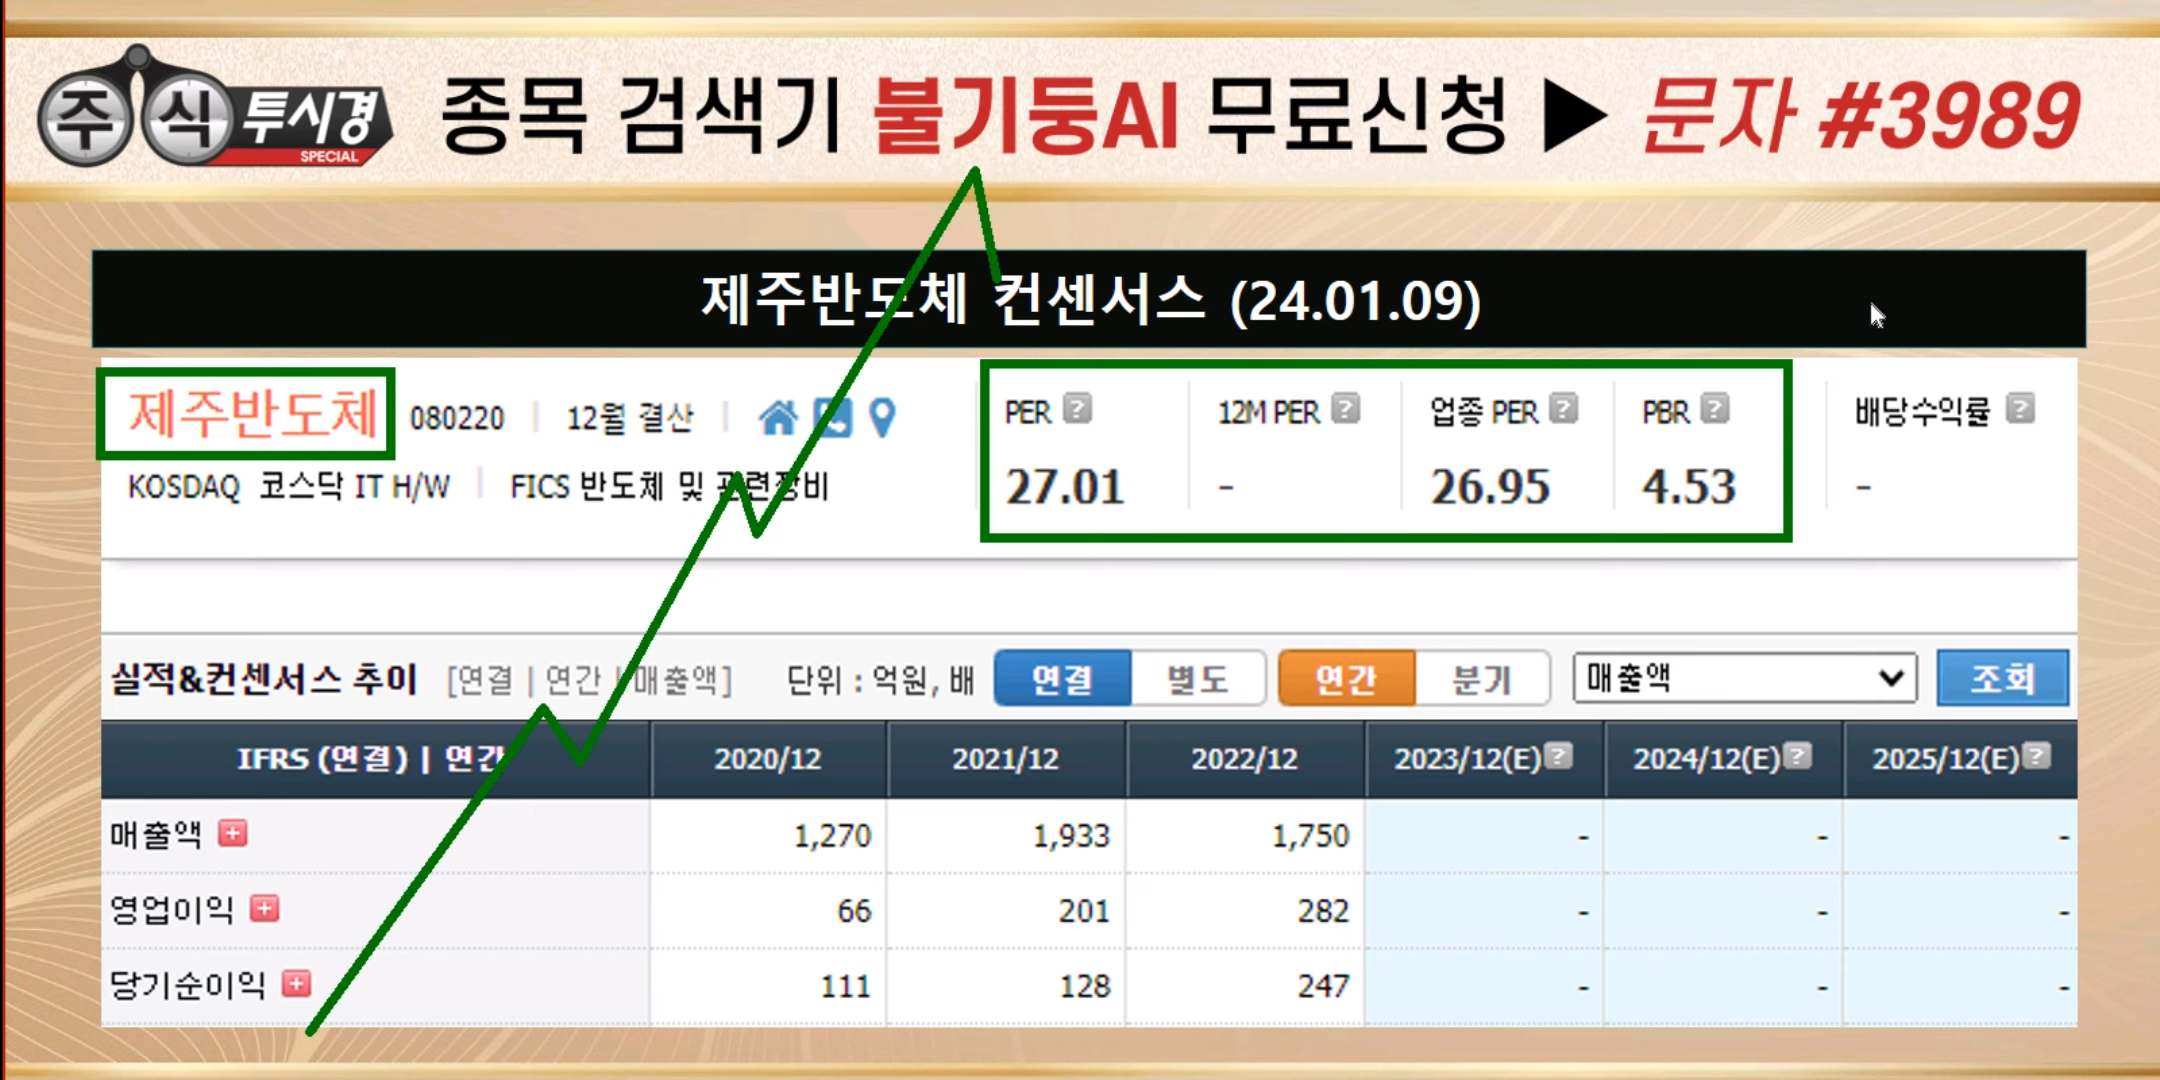 주식투시경 SPECIAL
종목 검색기 불기둥AI 무료신청 ▶ 문자 #3989
제주반도체 컨센서스 (24.01.09)
제주반도체 080220 | 12월 결산
KOSDAQ 코스닥 IT H/W | FICS 반도체 및 관련장비
PER 12M PER 업종 PER PBR 배당수익률
27.01 - 26.95 4.53 -
실적&컨센서스 추이 [연결 | 연간 | 매출액] 단위 : 억원, 배 연결 별도 연간 분기 매출액 조회
IFRS (연결) | 연간 2020/12 2021/12 2022/12 2023/12(E) 2024/12(E) 2025/12(E)
매출액 1,270 1,933 1,750 - - -
영업이익 66 201 282 - - -
당기순이익 111 128 247 - - -